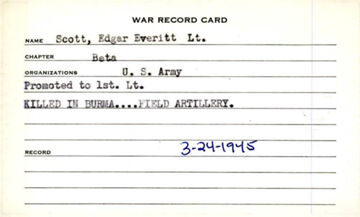 WAR RECORD CARD
NAME Scott, Edgar Everitt Lt.
CHAPTER Beta
ORGANIZATIONS U. S. Army
Promoted to 1st. Lt.
KILLED IN BURMA....FIELD ARTILLERY.
RECORD 3-24-1945